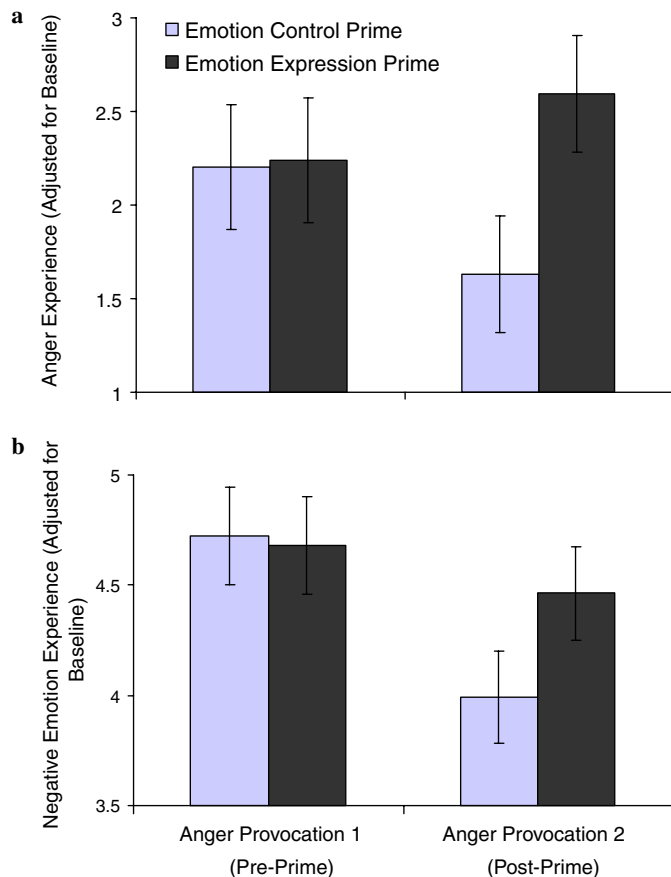 a
Emotion Control Prime
Emotion Expression Prime
Anger Experience (Adjusted for Baseline)
3
2.5
2
1.5
1
b
Negative Emotion Experience (Adjusted for
Baseline)
5
4.5
4
3.5
Anger Provocation 1
(Pre-Prime)
Anger Provocation 2
(Post-Prime)